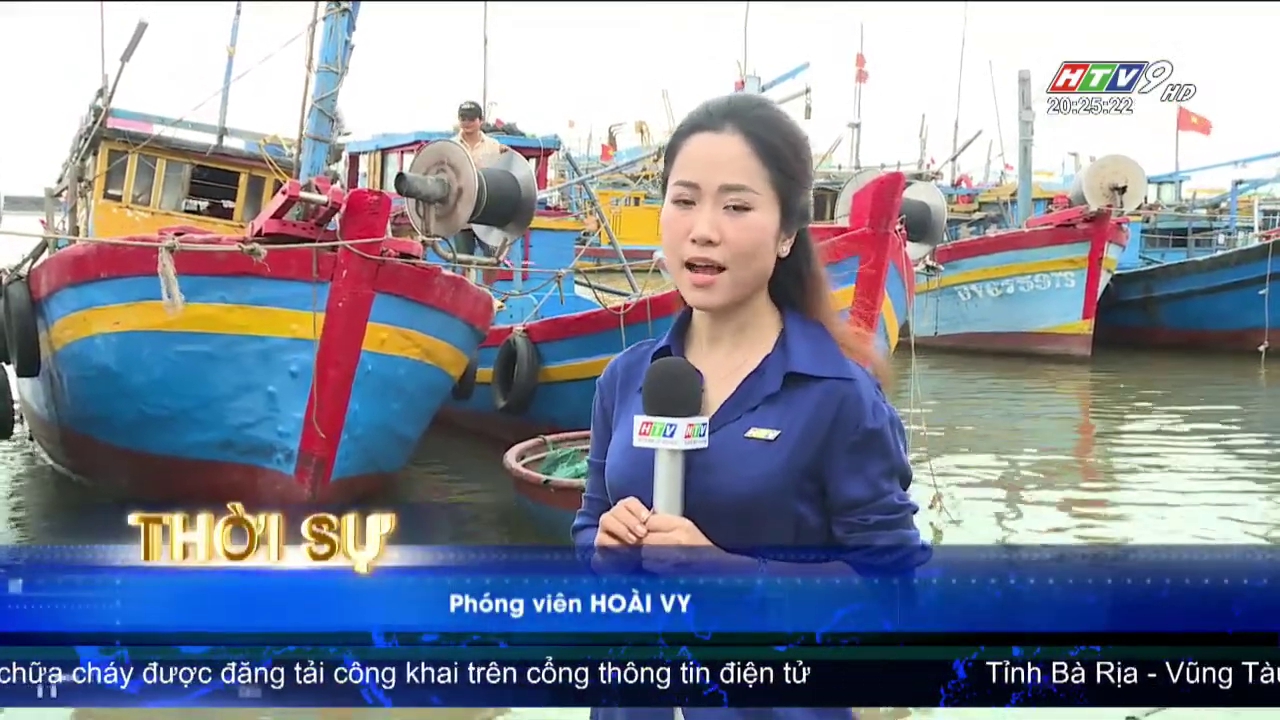 HTV9 HD
20:25:22
HTV HTV
HTV
THỜI SỰ
Phóng viên HOÀI VY
chữa cháy được đăng tải công khai trên cổng thông tin điện tử Tỉnh Bà Rịa - Vũng Tàu